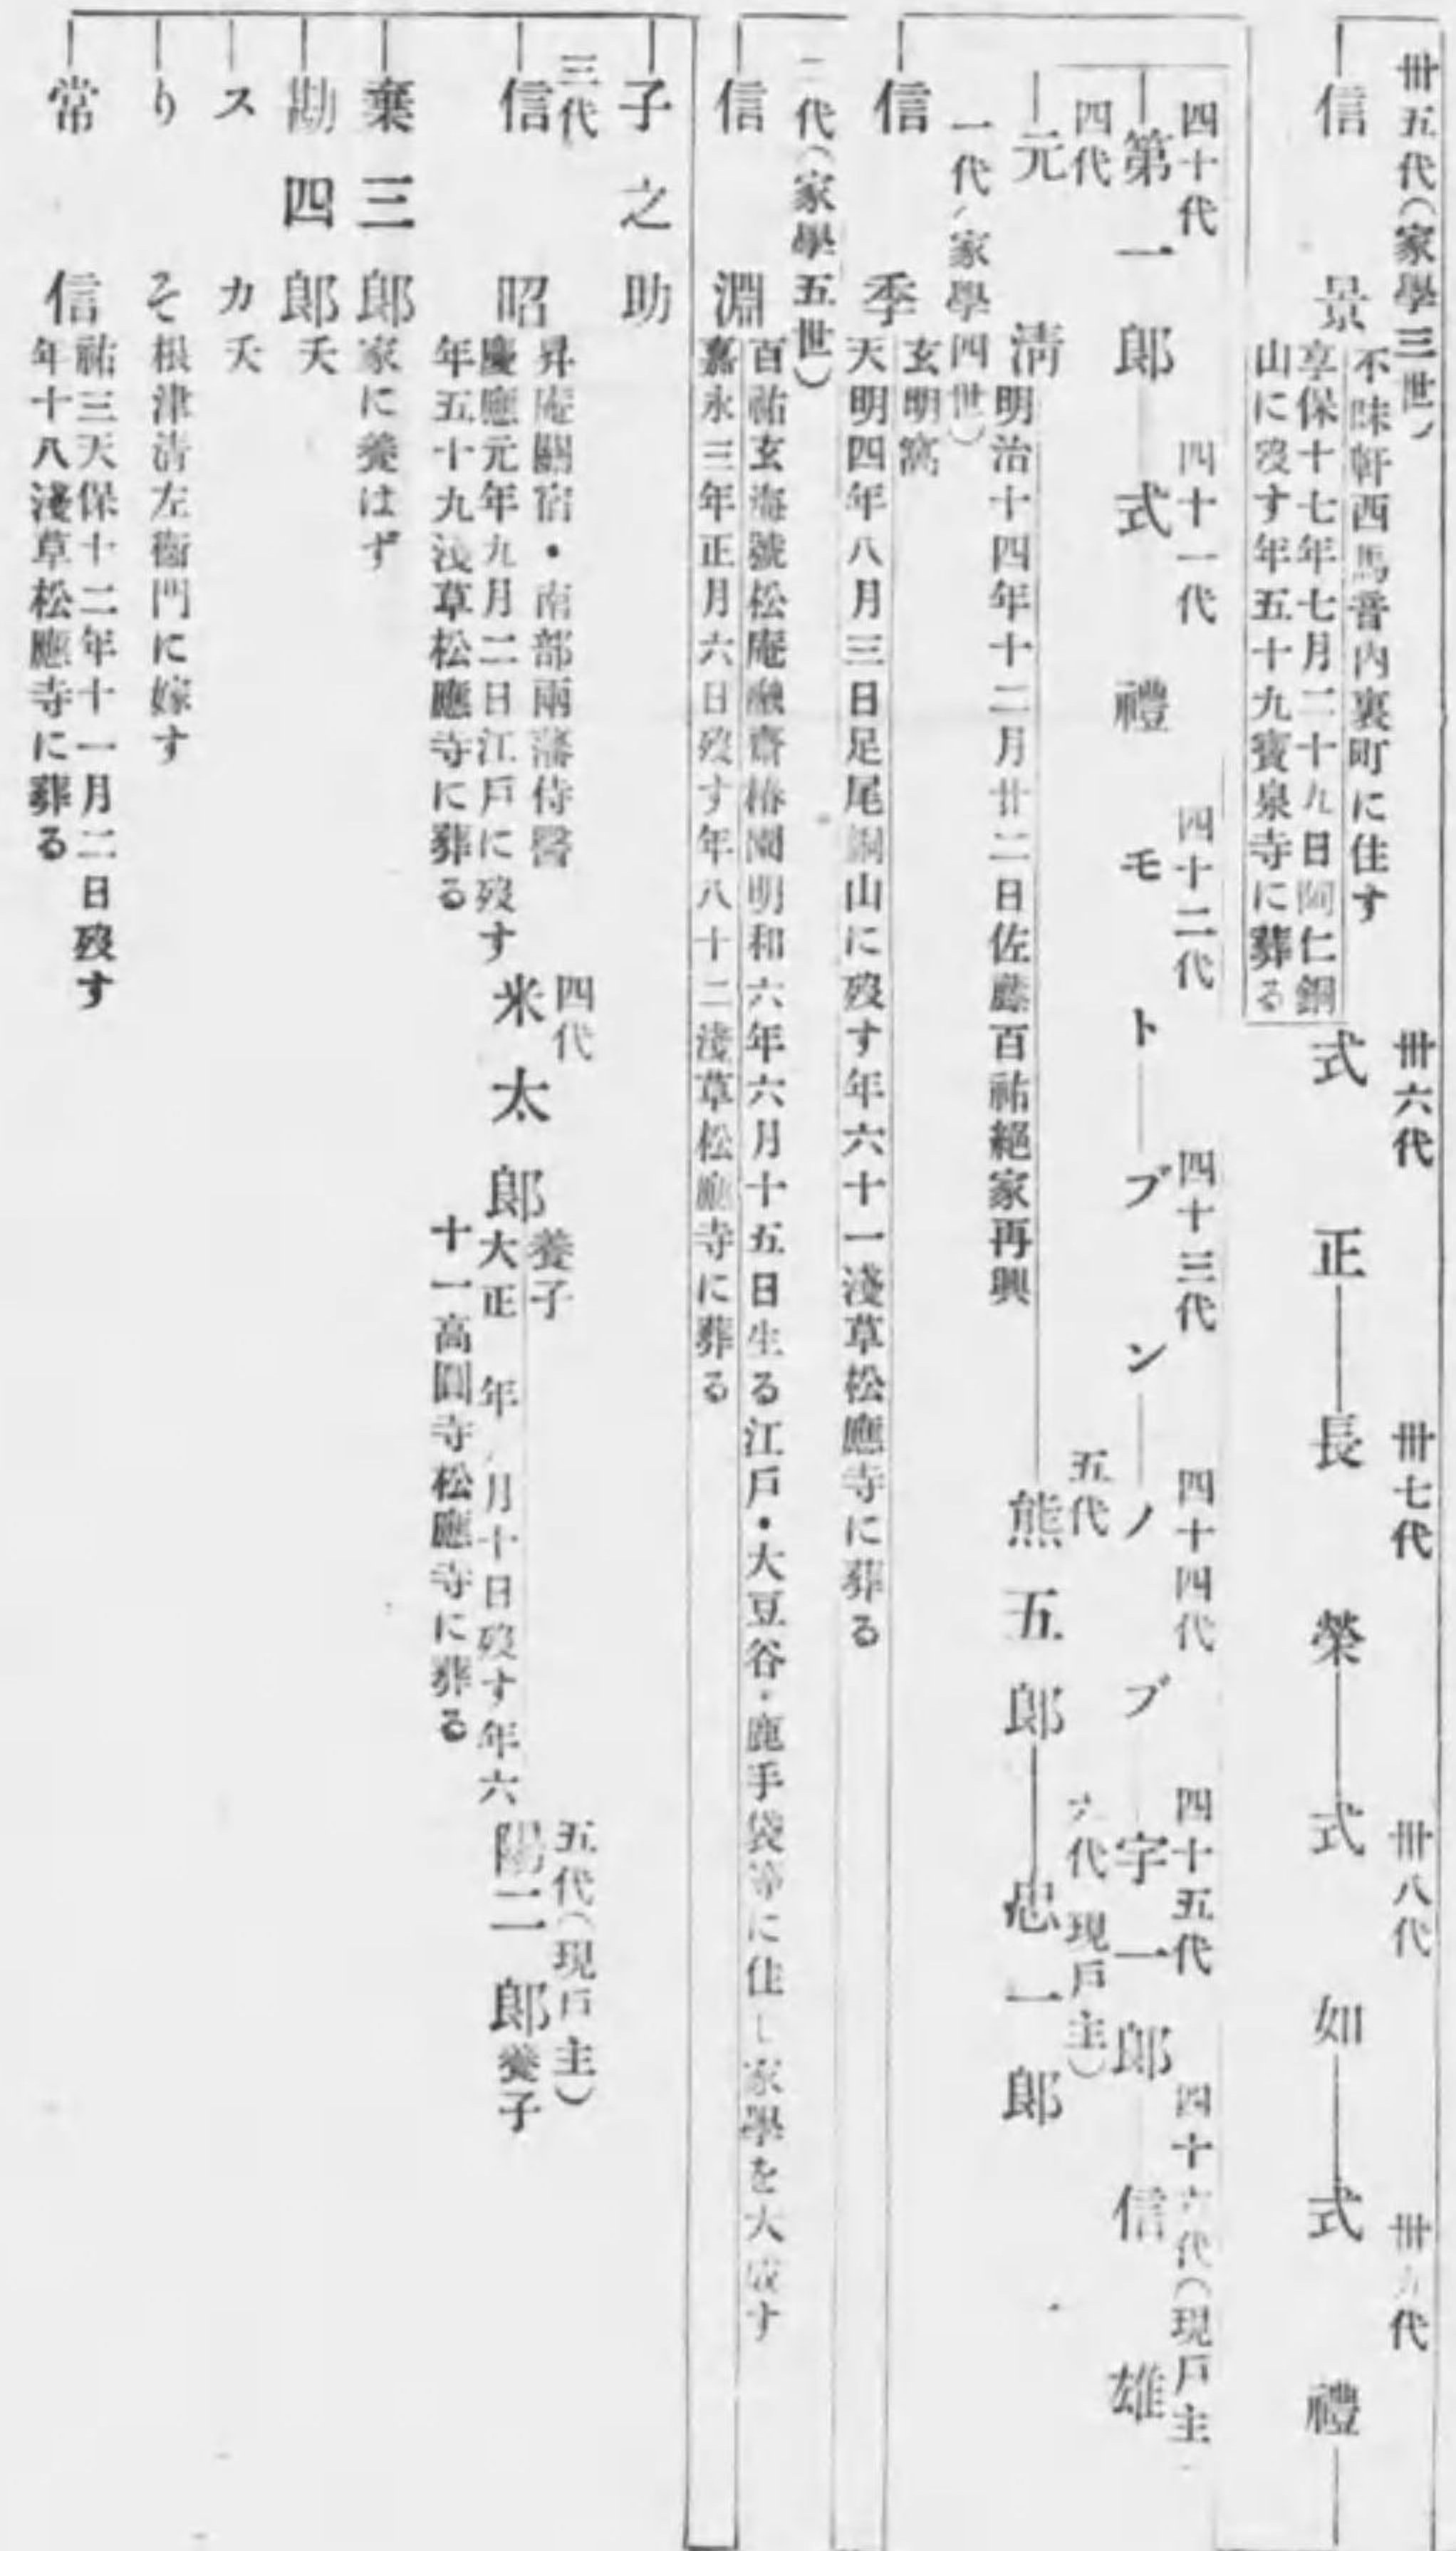 卅五代（家學三世）
信景
不昧軒西馬音内裏町に住す
享保十七年七月二十九日阿仁銅
山に歿す年五十九寶泉寺に葬る
卅六代
式正
卅七代
長榮
卅八代
式如
卅九代
式禮
四十代
第一郎
四十一代
式禮
四十二代
モト
四十三代
ブン
四十四代
ノブ
四十五代
字一郎
四十六代（現戸主
信雄
四代
元淸
明治十四年十二月廿二日佐藤百祐絕家再興
五代
熊五郎
六代 現戸主）
忠一郎
一代（家學四世）
信季
玄明窩
天明四年八月三日足尾銅山に歿す年六十一淺草松應寺に葬る
二代（家學五世）
信淵
百祐玄海號松庵融齋椿園明和六年六月十五日生る江戸・大豆谷・鹿手袋等に住し家學を大成す
嘉永三年正月六日歿す年八十二淺草松應寺に葬る
子之助
三代
信昭
昇庵關宿・南部兩藩侍醫
慶應元年九月二日江戸に歿す
年五十九淺草松應寺に葬る
四代
米太郎
養子
大正 年 月十日歿す年六
十一高圓寺松應寺に葬る
五代（現戸主）
陽二郎養子
棄三郎
家に養はず
勘四郎
夭
スカ
夭
りそ
根津淸左衞門に嫁す
常信
祐三天保十二年十一月二日歿す
年十八淺草松應寺に葬る